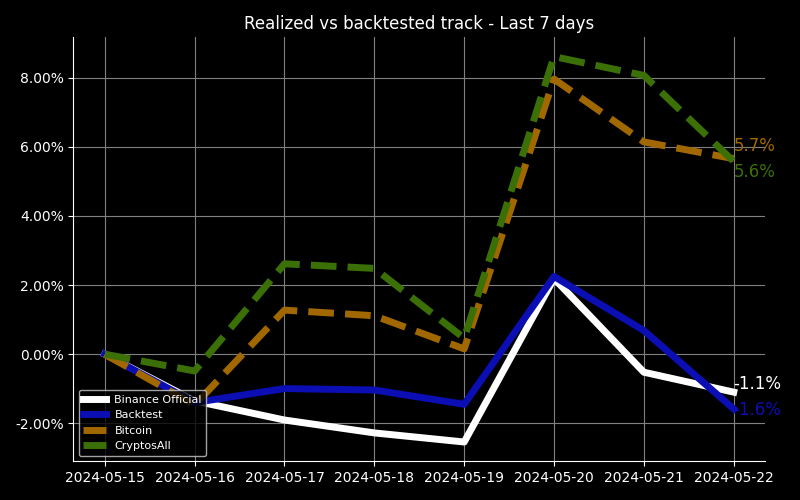 Realized vs backtested track - Last 7 days
8.00%
6.00%
4.00%
2.00%
0.00%
-2.00%
5.7%
5.6%
-1.1%
-1.6%
Binance Offical
Backtest
Bitcoin
CryptosAll
2024-05-15 2024-05-16 2024-05-17 2024-05-18 2024-05-19 2024-05-20 2024-05-21 2024-05-22